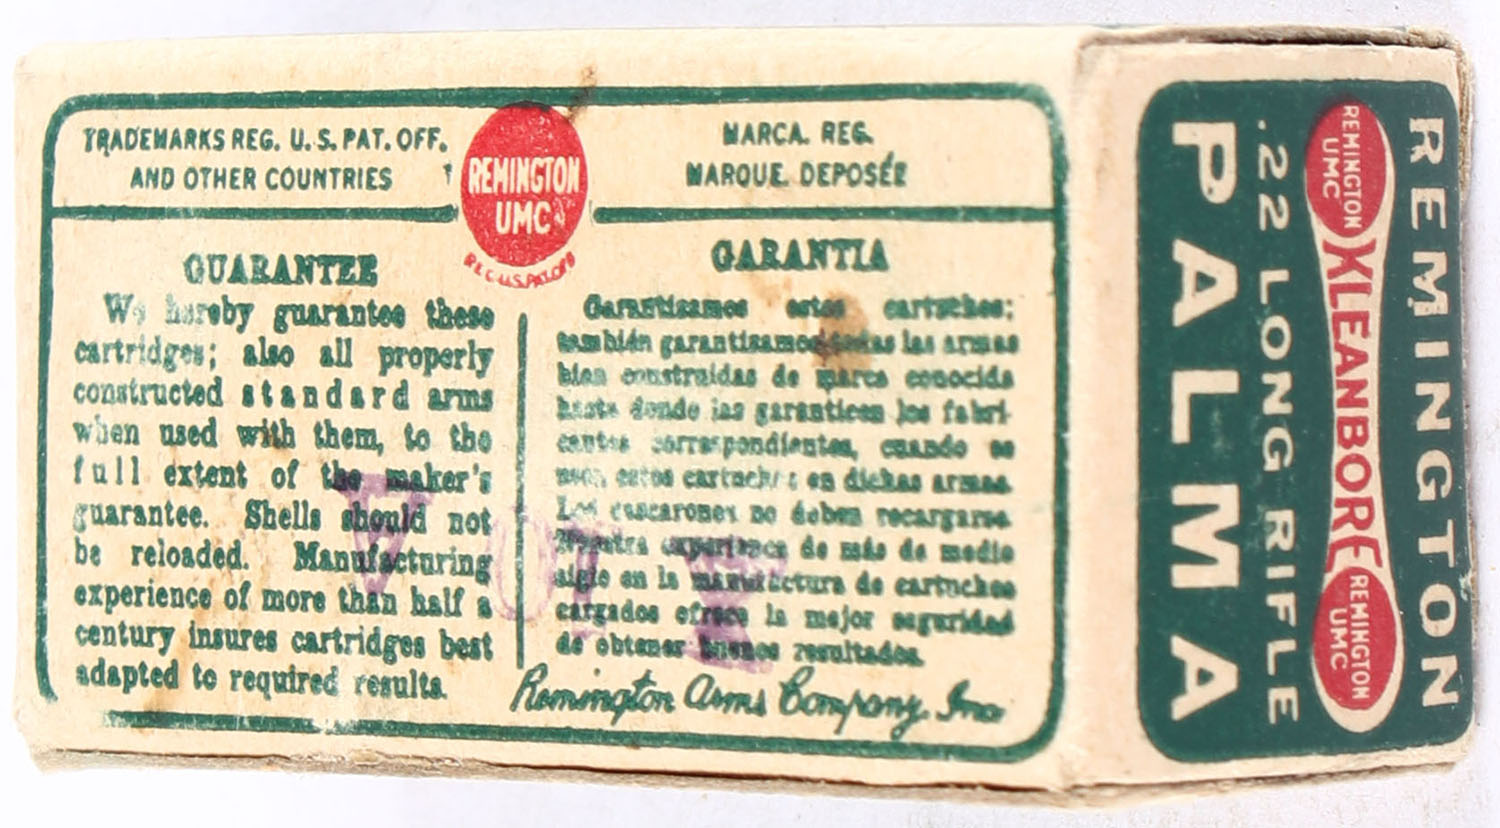 TRADEMARKS REG. U.S. PAT. OFF.
AND OTHER COUNTRIES
REMINGTON
UMC
REG. U.S. PAT. OFF.
MARCA. REG.
MARQUE DEPOSÉE
GUARANTEE
We hereby guarantee these
cartridges; also all properly
constructed standard arms
when used with them, to the
full extent of the maker's
guarantee. Shells should not
be reloaded. Manufacturing
experience of more than half a
century insures cartridges best
adapted to required results.
GARANTIA
Garantizamos estos cartuchos;
también garantizamos todas las armas
bien construidas de marca conocida
hasta donde las garanticen los fabri-
cantes correspondientes, cuando se
usen estos cartuchos en dichas armas.
Los cascarones no deben recargarse.
Nuestra experiencia de más de medio
siglo en la manufactura de cartuchos
cargados ofrece la mejor seguridad
de obtener buenos resultados.
Remington Arms Company, Inc.
REMINGTON
REMINGTON
UMC
KLEANBORE
REMINGTON
UMC
.22 LONG RIFLE
PALMA